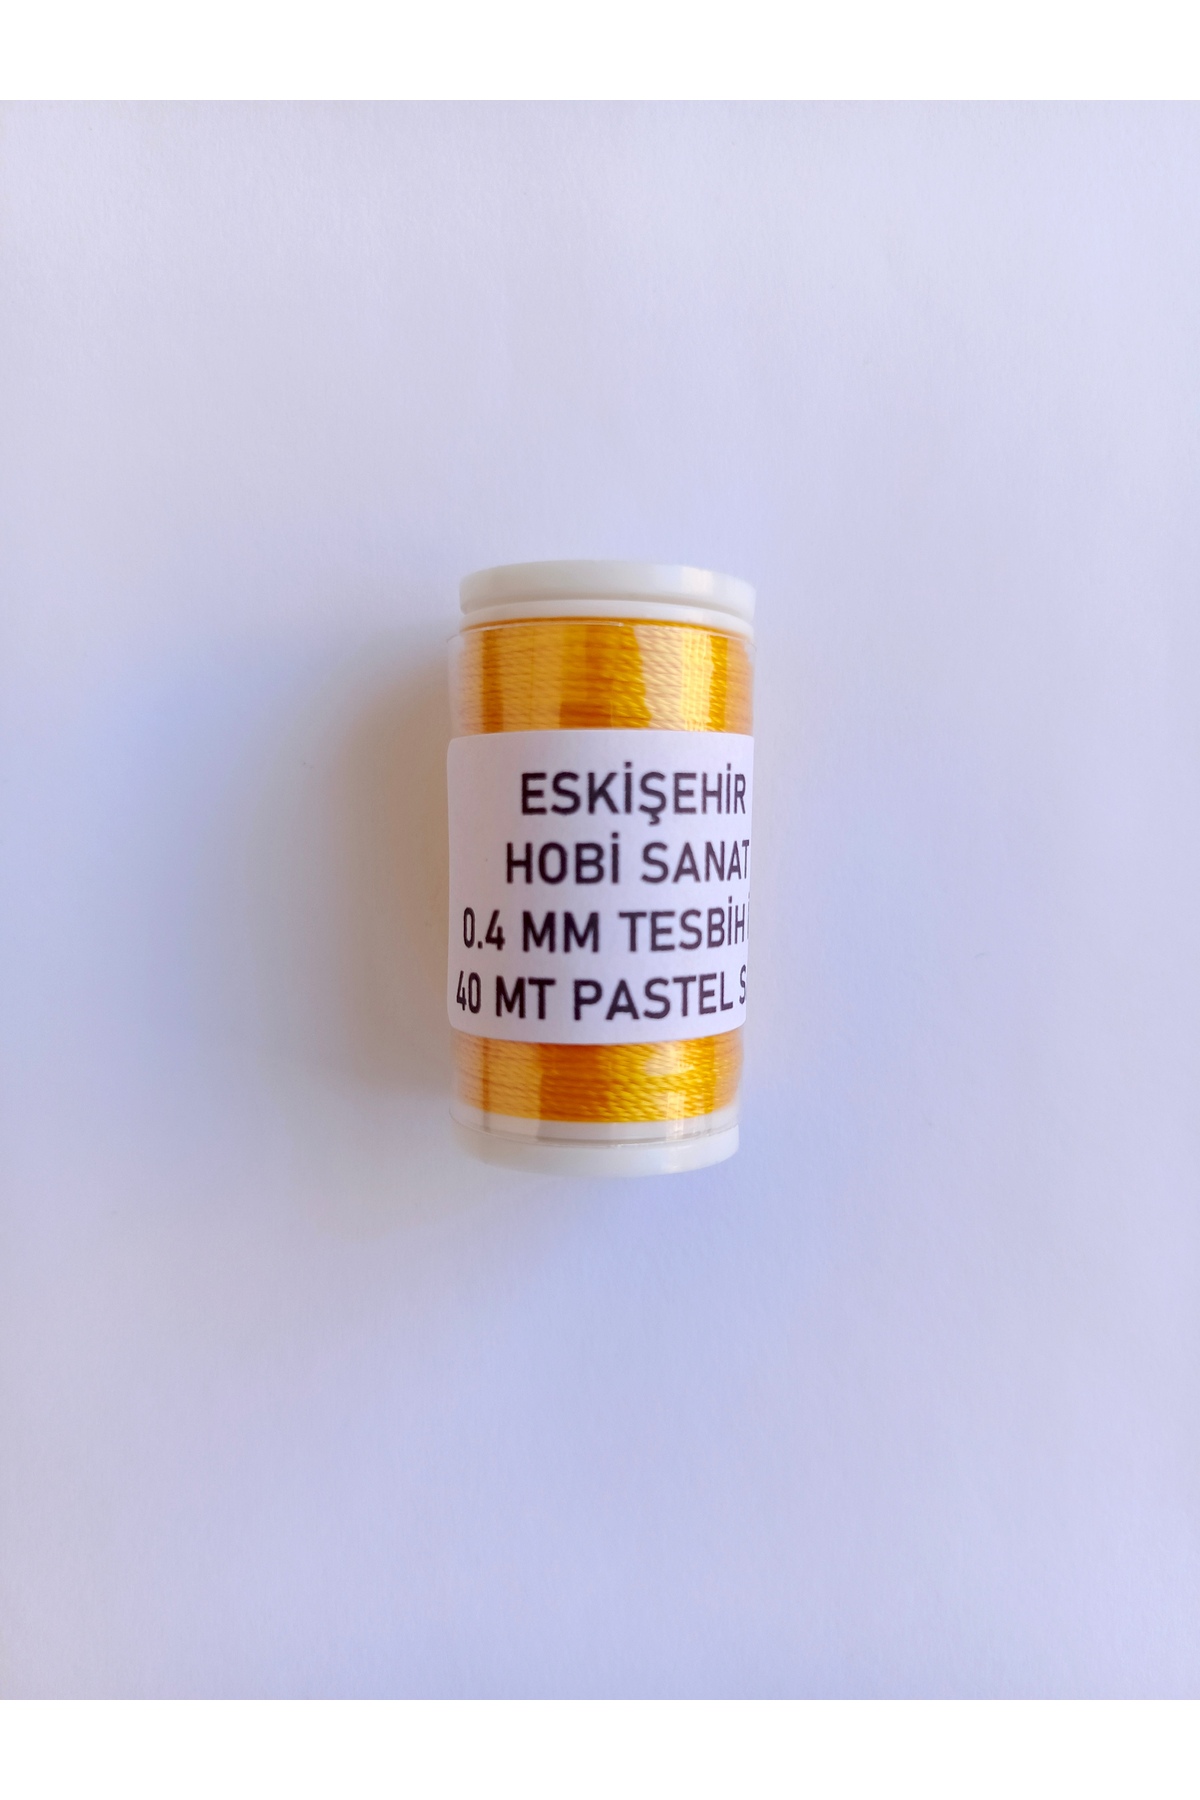 ESKİŞEHİR
HOBİ SANAT
0.4 MM TESBİH
40 MT PASTEL